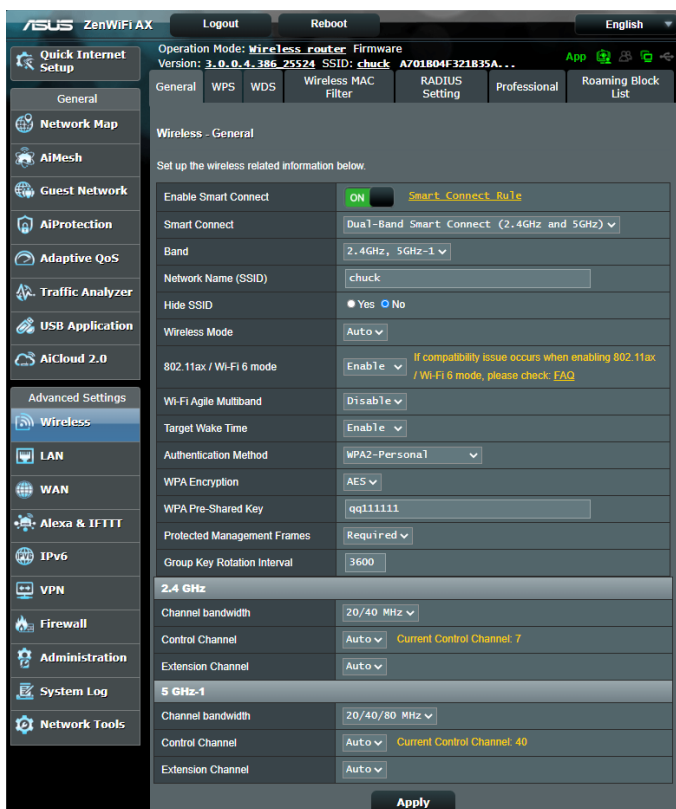 ASUS ZenWiFi AX
Logout
Reboot
English
Quick Internet Setup
Operation Mode: Wireless router Firmware
Version: 3.0.0.4.386_25524 SSID: chuck A701B04F321B35A...
App
General
WPS
WDS
Wireless MAC Filter
RADIUS Setting
Professional
Roaming Block List
General
Network Map
AiMesh
Guest Network
AiProtection
Adaptive QoS
Traffic Analyzer
USB Application
AiCloud 2.0
Advanced Settings
Wireless
LAN
WAN
Alexa & IFTTT
IPv6
VPN
Firewall
Administration
System Log
Network Tools
Wireless - General
Set up the wireless related information below.
Enable Smart Connect ON Smart Connect Rule
Smart Connect Dual-Band Smart Connect (2.4GHz and 5GHz)
Band 2.4GHz, 5GHz-1
Network Name (SSID) chuck
Hide SSID Yes No
Wireless Mode Auto
802.11ax / Wi-Fi 6 mode Enable If compatibility issue occurs when enabling 802.11ax
/ Wi-Fi 6 mode, please check: FAQ
Wi-Fi Agile Multiband Disable
Target Wake Time Enable
Authentication Method WPA2-Personal
WPA Encryption AES
WPA Pre-Shared Key qq111111
Protected Management Frames Required
Group Key Rotation Interval 3600
2.4 GHz
Channel bandwidth 20/40 MHz
Control Channel Auto Current Control Channel: 7
Extension Channel Auto
5 GHz-1
Channel bandwidth 20/40/80 MHz
Control Channel Auto Current Control Channel: 40
Extension Channel Auto
Apply